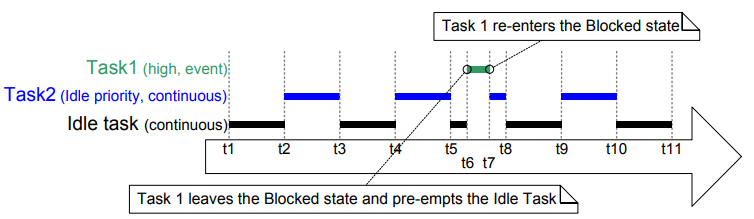 Task 1 re-enters the Blocked state
Task1 (high, event)
Task2 (Idle priority, continuous)
Idle task (continuous)
t1 t2 t3 t4 t5 t8 t9 t10 t11
t6 t7
Task 1 leaves the Blocked state and pre-empts the Idle Task